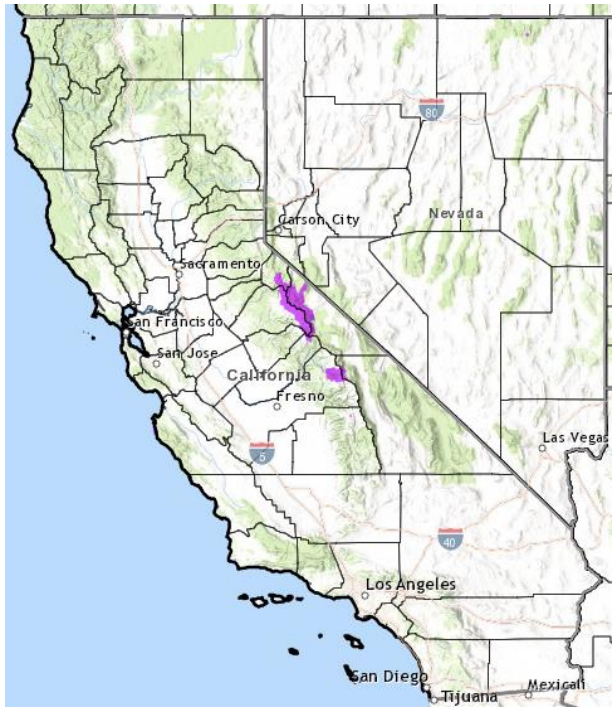 80
Carson City
Nevada
Sacramento
San Francisco
San Jose
California
Fresno
Las Vegas
5
40
Los Angeles
San Diego
Tijuana
Mexicali